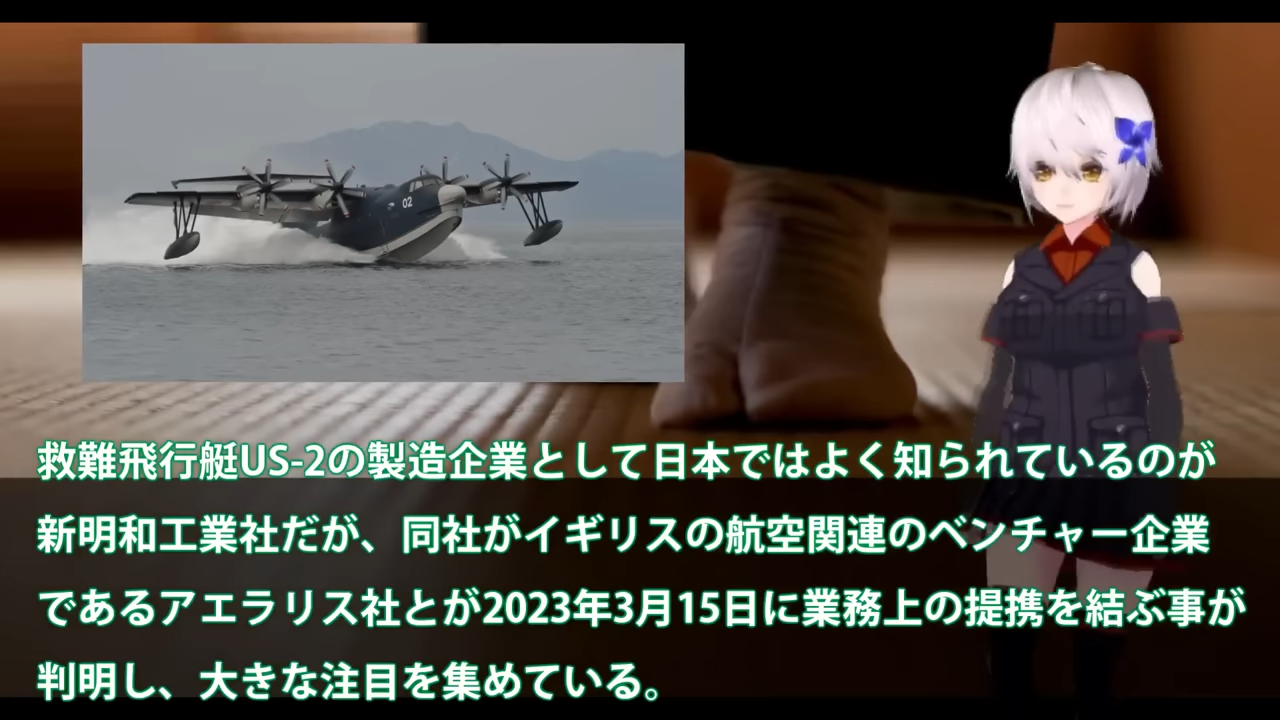 02
救難飛行艇US-2の製造企業として日本ではよく知られているのが
新明和工業社だが、同社がイギリスの航空関連のベンチャー企業
であるアエラリス社とが2023年3月15日に業務上の提携を結ぶ事が
判明し、大きな注目を集めている。